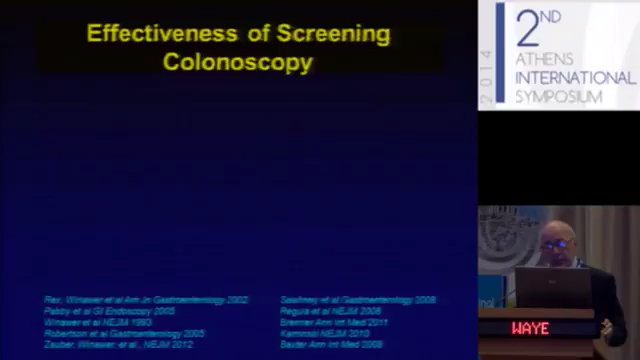 Effectiveness of Screening
Colonoscopy
Rex, Winawer et al Am Jn Gastroenterology 2002
Pabby et al GI Endoscopy 2005
Winawer et al NEJM 1993
Robertson et al Gastroenterology 2005
Zauber, Winawer et al., NEJM 2012
Sawhney et al Gastroenterology 2008
Regula et al NEJM 2006
Brenner Ann Int Med 2011
Kaminski NEJM 2010
Baxter Ann Int Med 2009
2014
2ND
ATHENS
INTERNATIONAL
SYMPOSIUM
WAYE